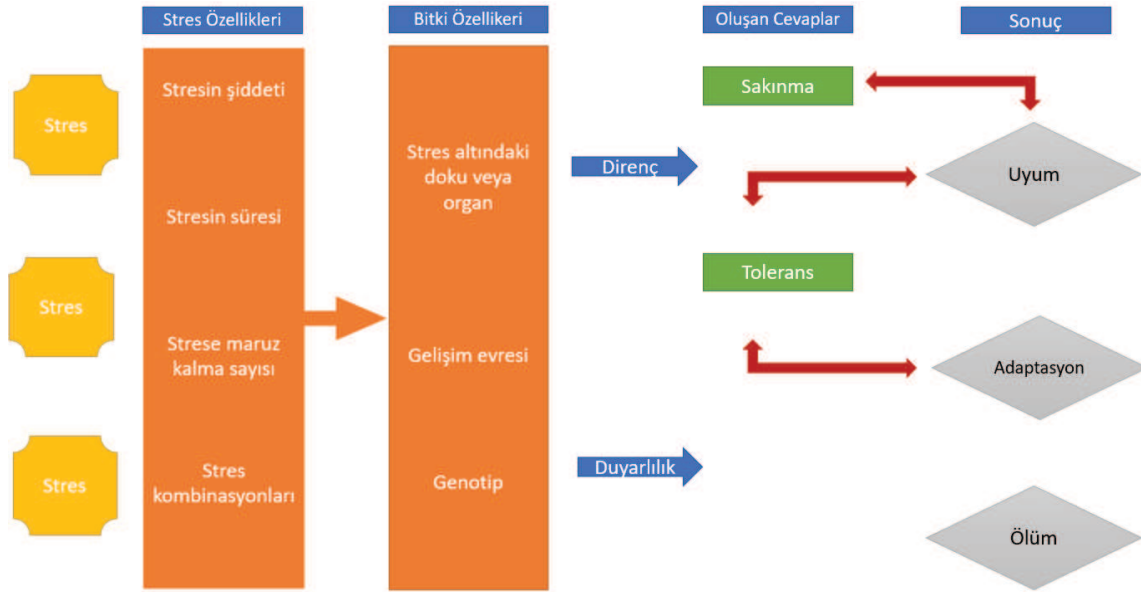 Stres Özellikleri
Bitki Özellikeri
Oluşan Cevaplar
Sonuç
Stres
Stres
Stres
Stresin şiddeti
Stresin süresi
Strese maruz
kalma sayısı
Stres
kombinasyonları
Stres altındaki
doku veya
organ
Gelişim evresi
Genotip
Direnç
Duyarlılık
Sakınma
Tolerans
Uyum
Adaptasyon
Ölüm